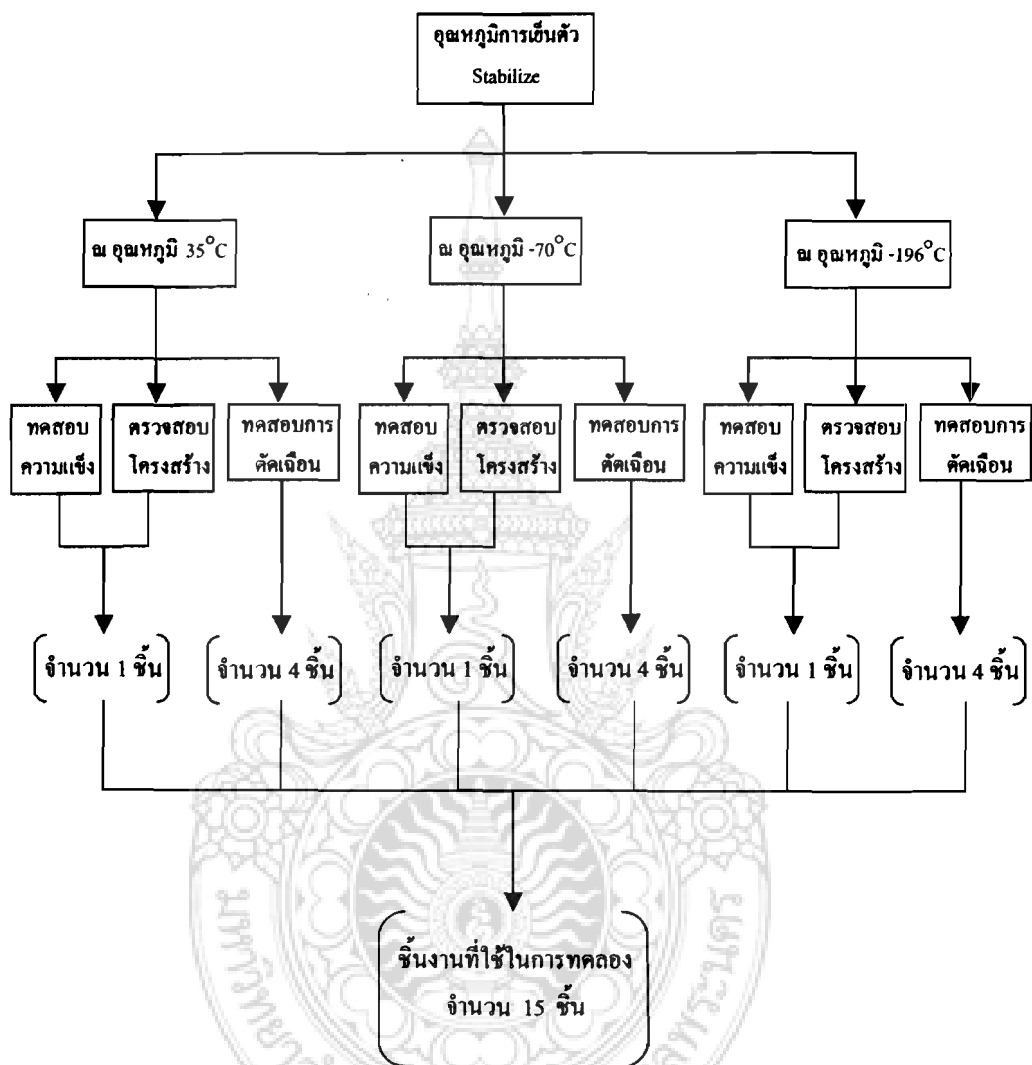 อุณหภูมิการเย็นตัว
Stabilize
ณ อุณหภูมิ 35°C
ณ อุณหภูมิ -70°C
ณ อุณหภูมิ -196°C
ทดสอบ
ความแข็ง
ตรวจสอบ
โครงสร้าง
ทดสอบการ
ตัดเฉือน
ทดสอบ
ความแข็ง
ตรวจสอบ
โครงสร้าง
ทดสอบการ
ตัดเฉือน
ทดสอบ
ความแข็ง
ตรวจสอบ
โครงสร้าง
ทดสอบการ
ตัดเฉือน
จำนวน 1 ชิ้น
จำนวน 4 ชิ้น
จำนวน 1 ชิ้น
จำนวน 4 ชิ้น
จำนวน 1 ชิ้น
จำนวน 4 ชิ้น
ชิ้นงานที่ใช้ในการทดลอง
จำนวน 15 ชิ้น